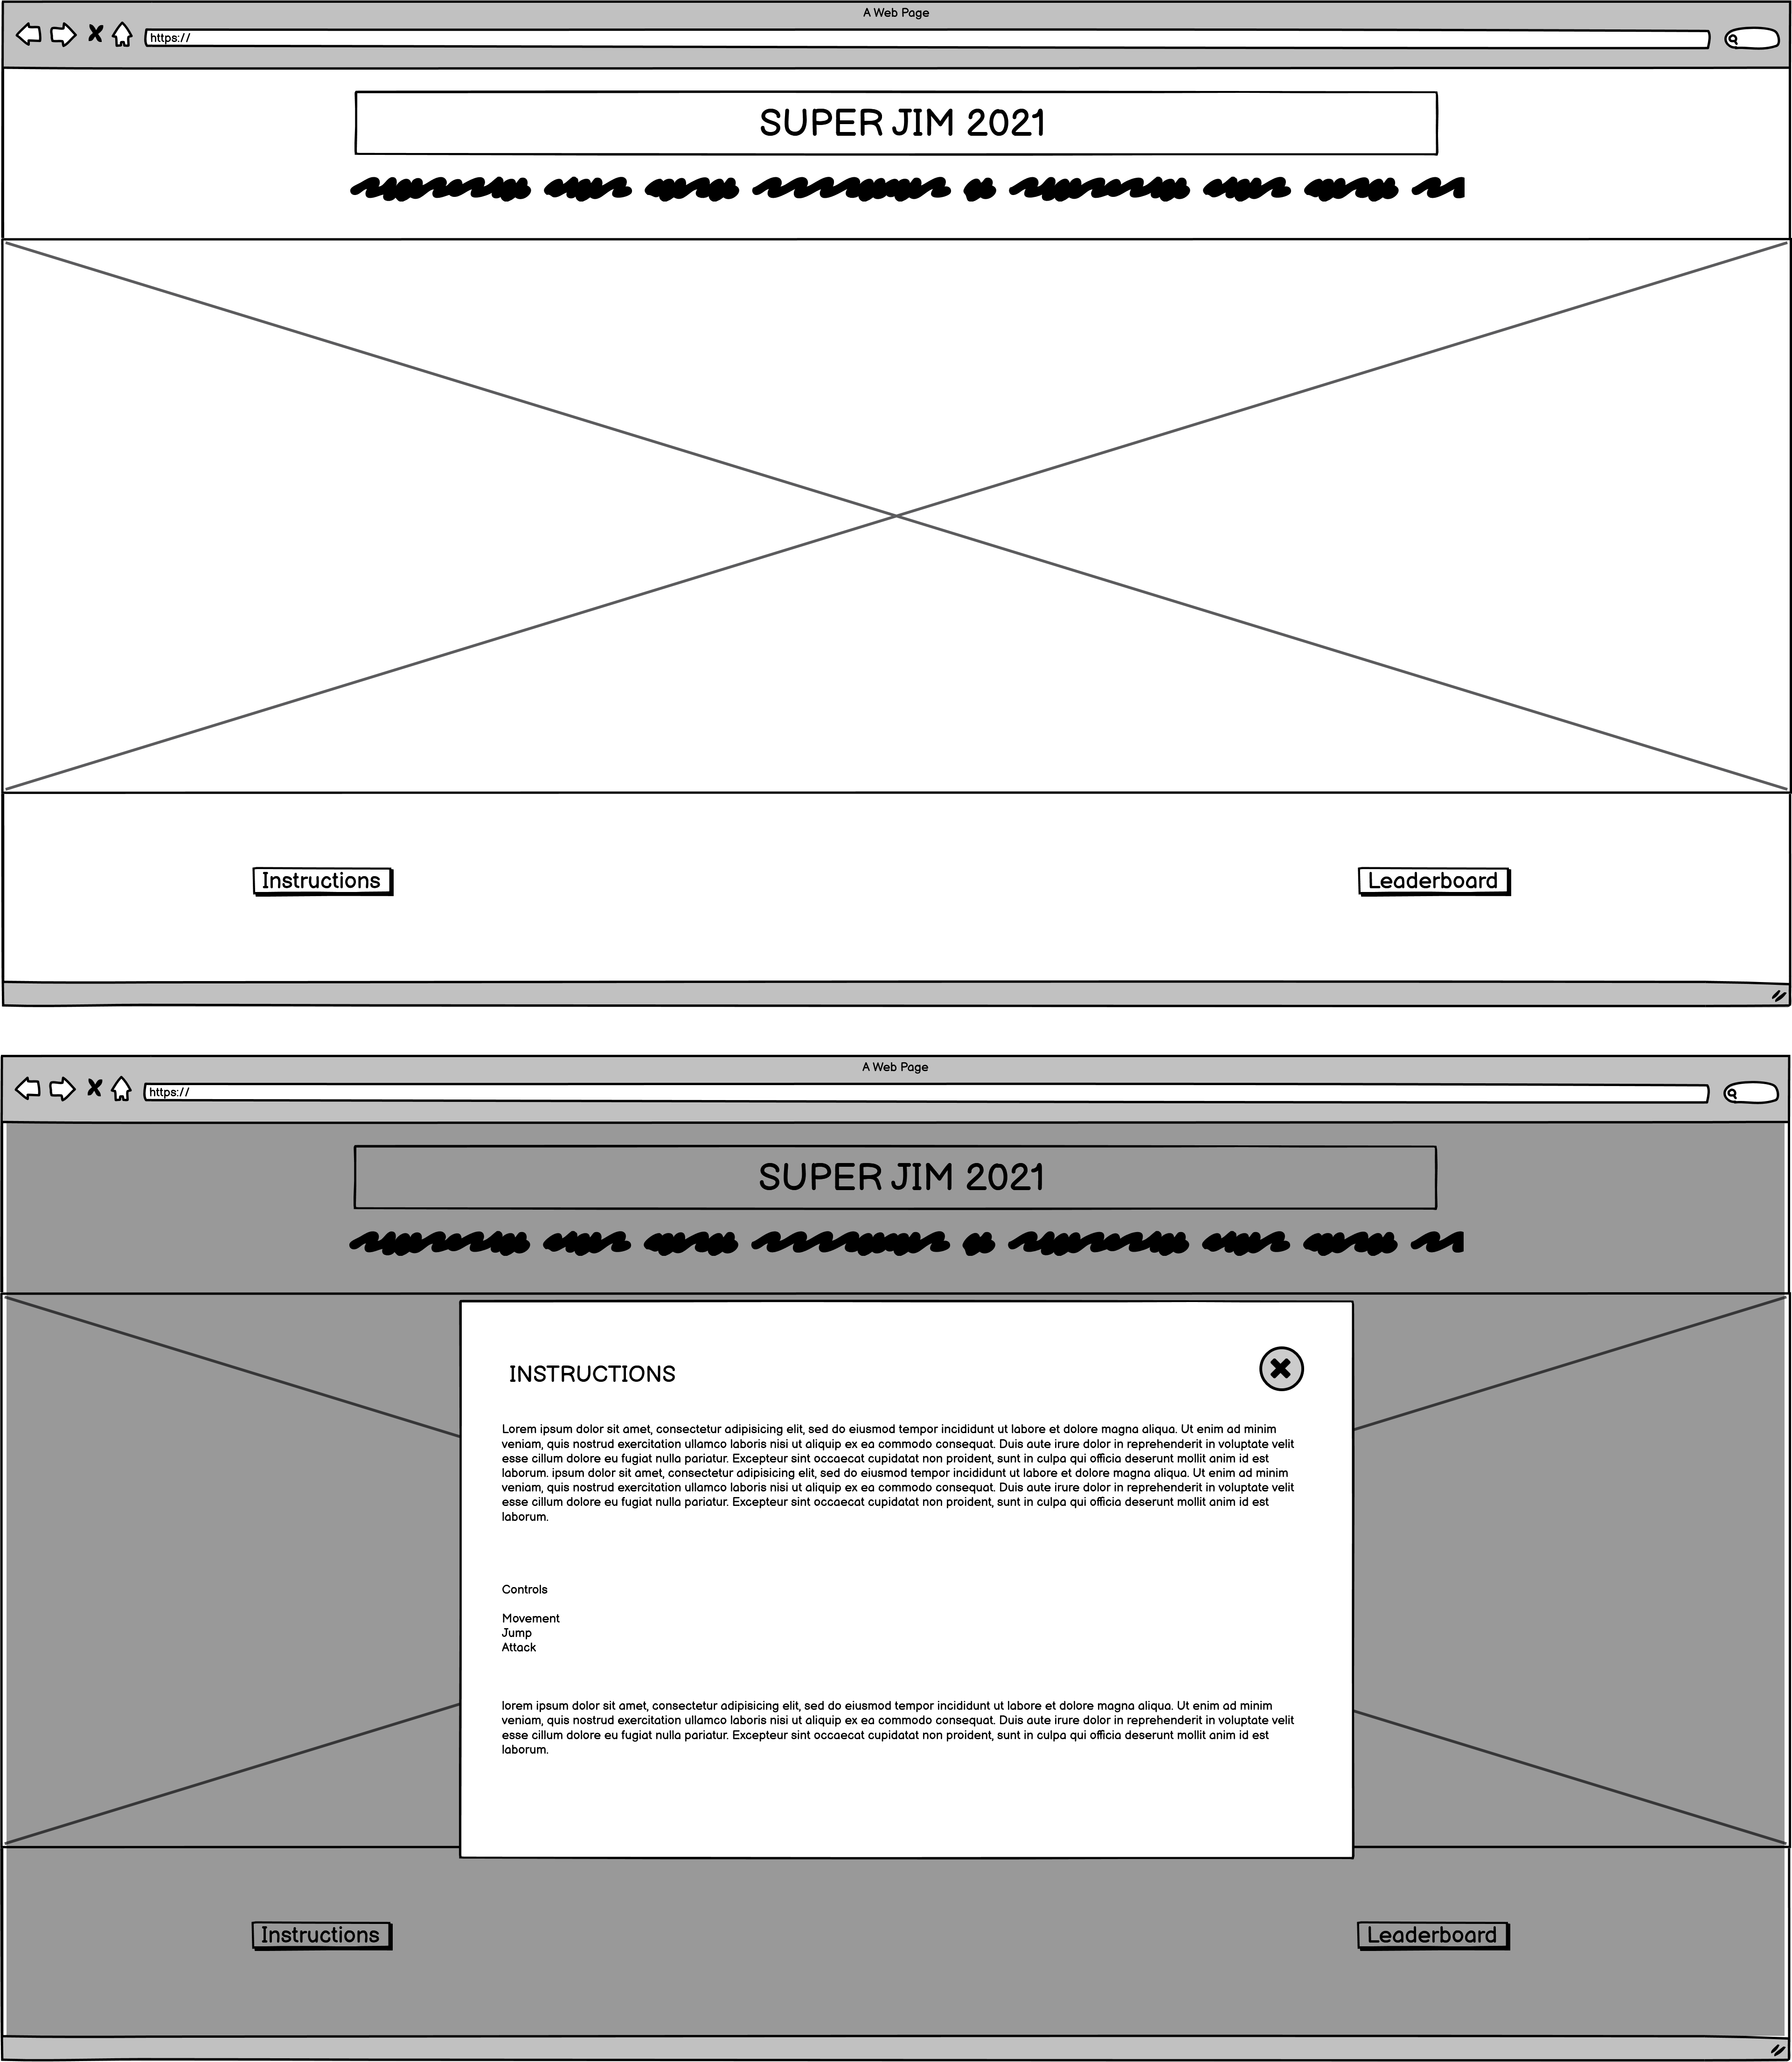 A Web Page
https://
SUPER JIM 2021
Instructions
Leaderboard
A Web Page
https://
SUPER JIM 2021
INSTRUCTIONS
Lorem ipsum dolor sit amet, consectetur adipisicing elit, sed do eiusmod tempor incididunt ut labore et dolore magna aliqua. Ut enim ad minim
veniam, quis nostrud exercitation ullamco laboris nisi ut aliquip ex ea commodo consequat. Duis aute irure dolor in reprehenderit in voluptate velit
esse cillum dolore eu fugiat nulla pariatur. Excepteur sint occaecat cupidatat non proident, sunt in culpa qui officia deserunt mollit anim id est
laborum. ipsum dolor sit amet, consectetur adipisicing elit, sed do eiusmod tempor incididunt ut labore et dolore magna aliqua. Ut enim ad minim
veniam, quis nostrud exercitation ullamco laboris nisi ut aliquip ex ea commodo consequat. Duis aute irure dolor in reprehenderit in voluptate velit
esse cillum dolore eu fugiat nulla pariatur. Excepteur sint occaecat cupidatat non proident, sunt in culpa qui officia deserunt mollit anim id est
laborum.
Controls
Movement
Jump
Attack
lorem ipsum dolor sit amet, consectetur adipisicing elit, sed do eiusmod tempor incididunt ut labore et dolore magna aliqua. Ut enim ad minim
veniam, quis nostrud exercitation ullamco laboris nisi ut aliquip ex ea commodo consequat. Duis aute irure dolor in reprehenderit in voluptate velit
esse cillum dolore eu fugiat nulla pariatur. Excepteur sint occaecat cupidatat non proident, sunt in culpa qui officia deserunt mollit anim id est
laborum.
Instructions
Leaderboard